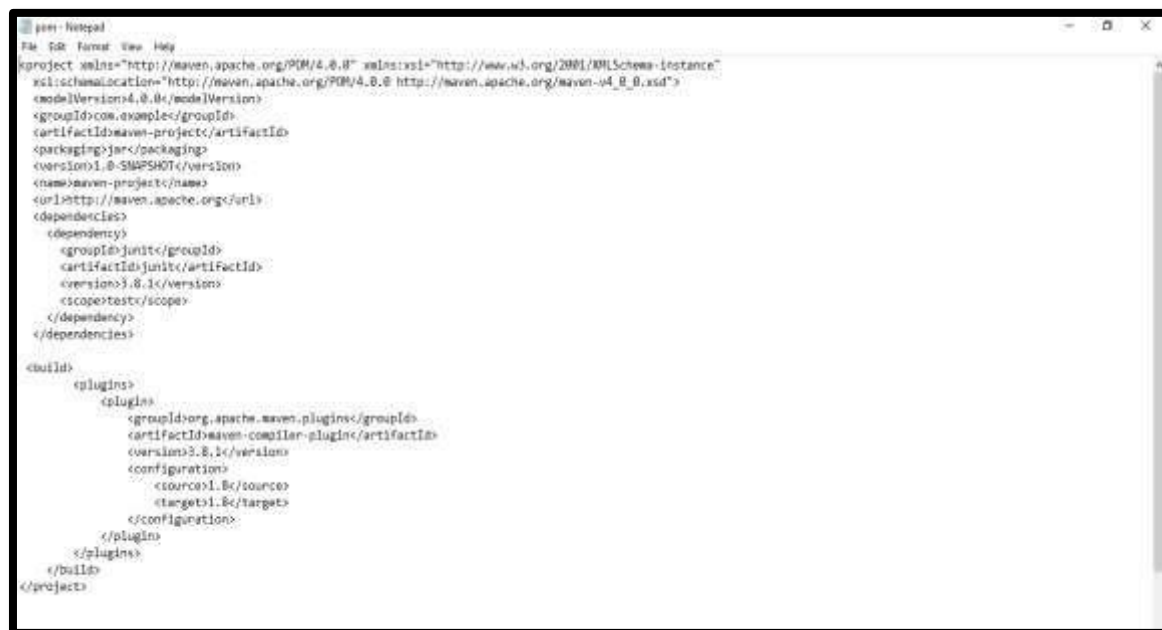 pom - Notepad
File Edit Format View Help
<project xmlns="http://maven.apache.org/POM/4.0.0" xmlns:xsi="http://www.w3.org/2001/XMLSchema-instance"
xsi:schemaLocation="http://maven.apache.org/POM/4.0.0 http://maven.apache.org/maven-v4_0_0.xsd">
<modelVersion>4.0.0</modelVersion>
<groupId>com.example</groupId>
<artifactId>maven-project</artifactId>
<packaging>jar</packaging>
<version>1.0-SNAPSHOT</version>
<name>maven-project</name>
<url>http://maven.apache.org</url>
<dependencies>
<dependency>
<groupId>junit</groupId>
<artifactId>junit</artifactId>
<version>3.8.1</version>
<scope>test</scope>
</dependency>
</dependencies>
<build>
<plugins>
<plugin>
<groupId>org.apache.maven.plugins</groupId>
<artifactId>maven-compiler-plugin</artifactId>
<version>3.8.1</version>
<configuration>
<source>1.8</source>
<target>1.8</target>
</configuration>
</plugin>
</plugins>
</build>
</project>